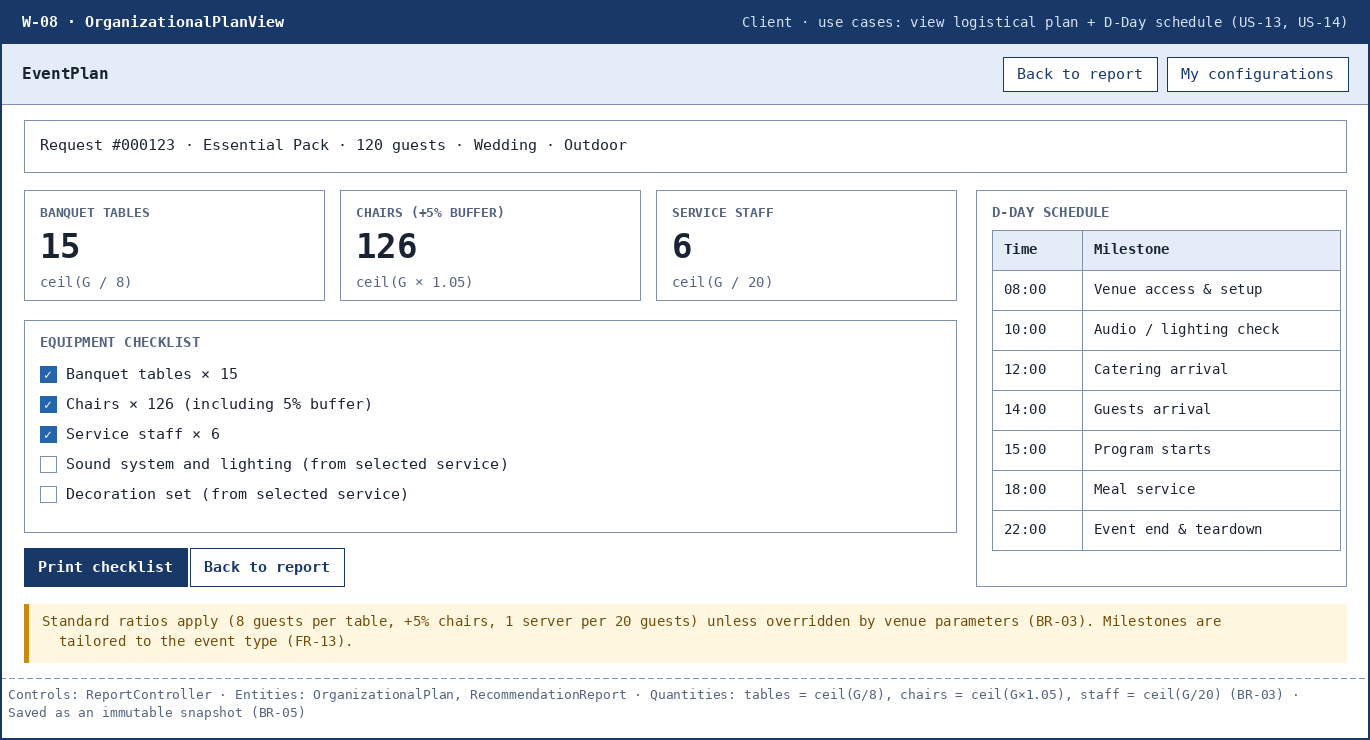 W-08 · OrganizationalPlanView
Client · use cases: view logistical plan + D-Day schedule (US-13, US-14)
EventPlan
Back to report
My configurations
Request #000123 · Essential Pack · 120 guests · Wedding · Outdoor
BANQUET TABLES
15
ceil(G / 8)
CHAIRS (+5% BUFFER)
126
ceil(G × 1.05)
SERVICE STAFF
6
ceil(G / 20)
EQUIPMENT CHECKLIST
✓ Banquet tables × 15
✓ Chairs × 126 (including 5% buffer)
✓ Service staff × 6
Sound system and lighting (from selected service)
Decoration set (from selected service)
Print checklist
Back to report
D-DAY SCHEDULE
Time Milestone
08:00 Venue access & setup
10:00 Audio / lighting check
12:00 Catering arrival
14:00 Guests arrival
15:00 Program starts
18:00 Meal service
22:00 Event end & teardown
Standard ratios apply (8 guests per table, +5% chairs, 1 server per 20 guests) unless overridden by venue parameters (BR-03). Milestones are
tailored to the event type (FR-13).
Controls: ReportController · Entities: OrganizationalPlan, RecommendationReport · Quantities: tables = ceil(G/8), chairs = ceil(G×1.05), staff = ceil(G/20) (BR-03) ·
Saved as an immutable snapshot (BR-05)